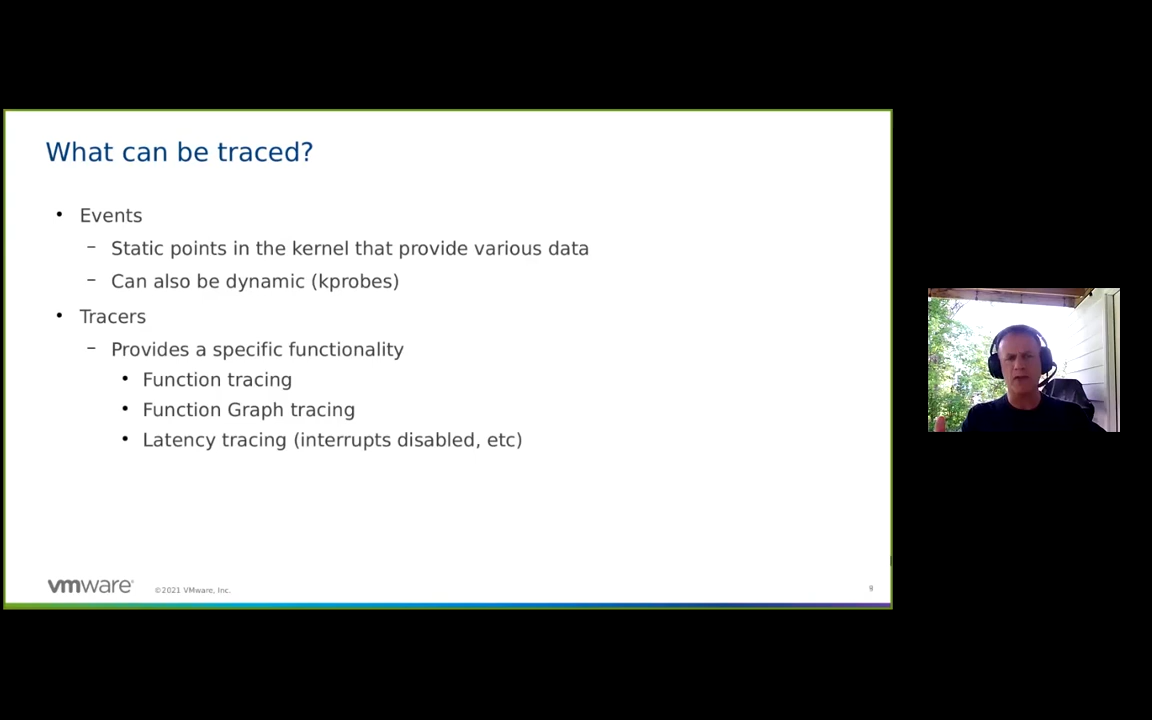 What can be traced?
• Events
– Static points in the kernel that provide various data
– Can also be dynamic (kprobes)
• Tracers
– Provides a specific functionality
• Function tracing
• Function Graph tracing
• Latency tracing (interrupts disabled, etc)
vmware®
©2021 VMware, Inc.